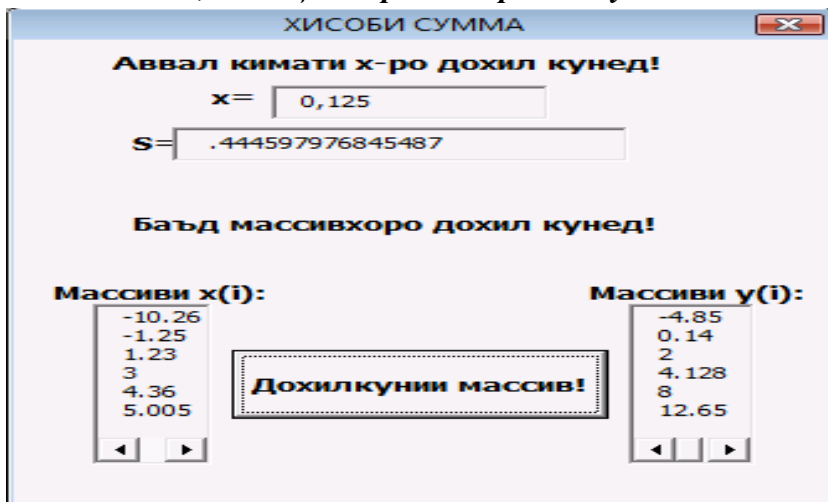 ХИСОБИ СУММА
Аввал кимати х-ро дохил кунед!
x= 0,125
S= .444597976845487
Баъд массивхоро дохил кунед!
Массиви x(i):
-10.26
-1.25
1.23
3
4.36
5.005
Дохилкунии массив!
Массиви y(i):
-4.85
0.14
2
4.128
8
12.65